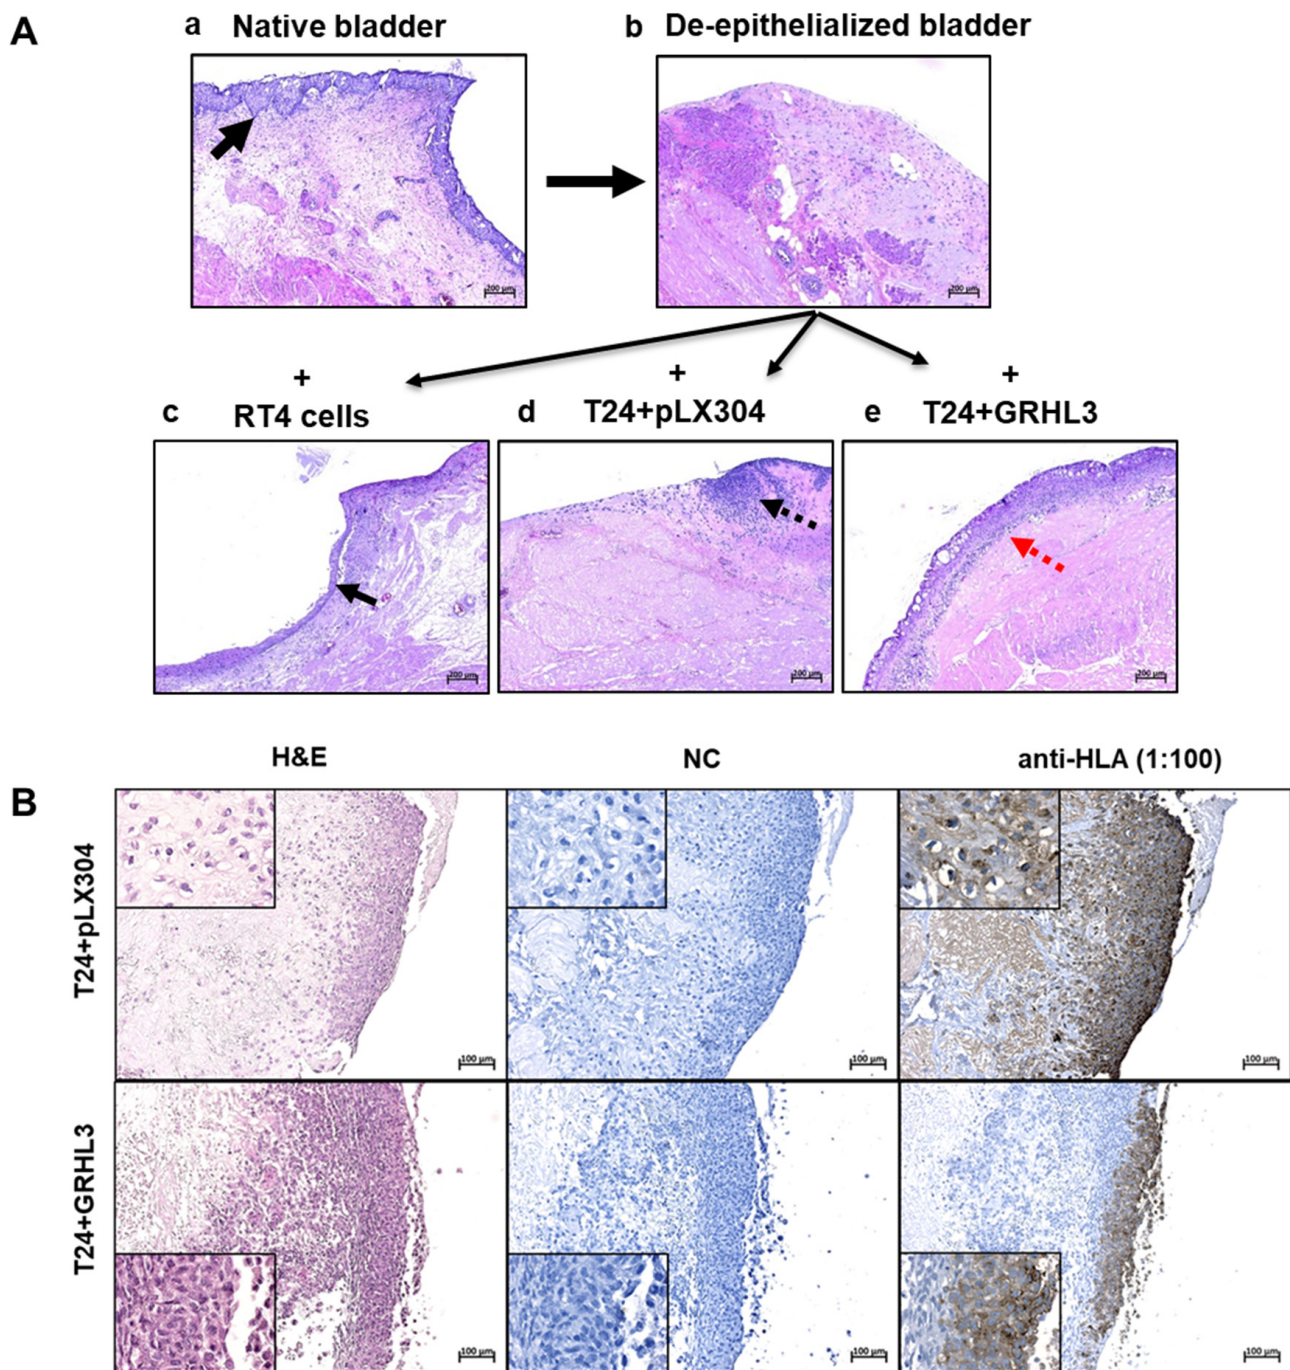 A
a Native bladder
b De-epithelialized bladder
200 µm
200 µm
+
+
+
c RT4 cells
d T24+pLX304
e T24+GRHL3
200 µm
200 µm
200 µm
H&E
NC
anti-HLA (1:100)
B
T24+pLX304
100 µm
100 µm
100 µm
T24+GRHL3
100 µm
100 µm
100 µm